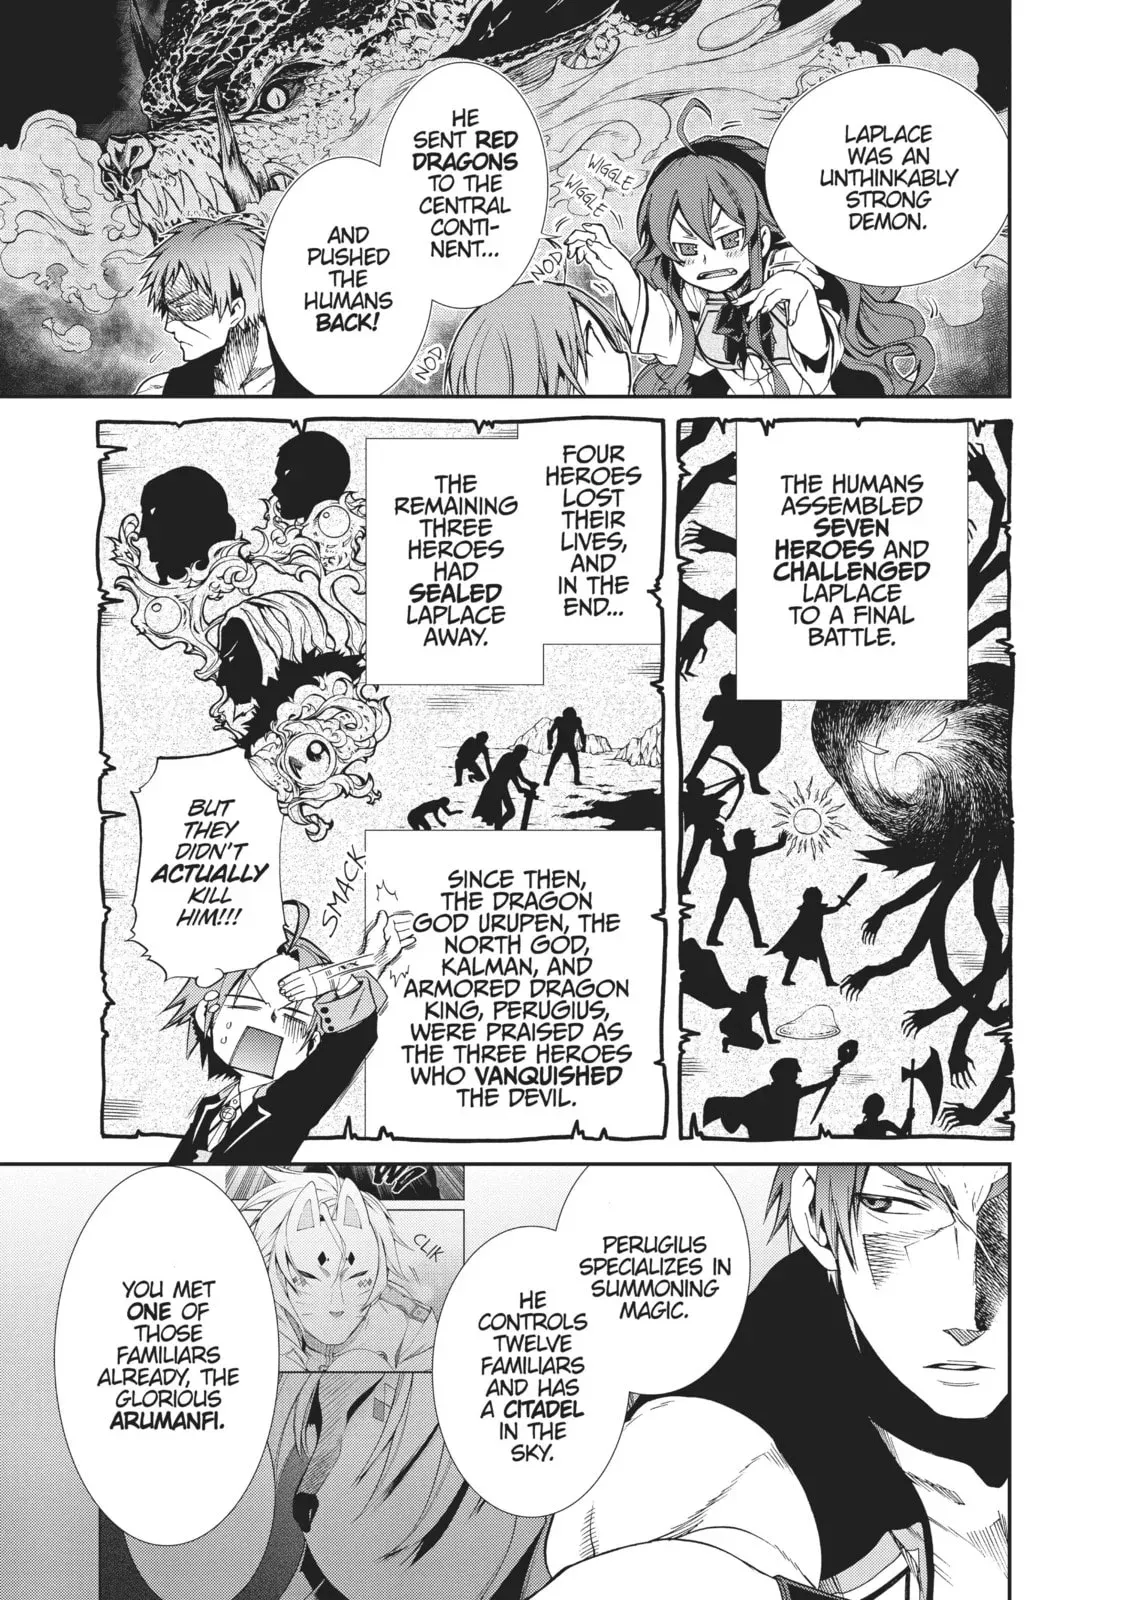 LAPLACE
WAS AN
UNTHINKABLY
STRONG
DEMON.
WIGGLE
WIGGLE
NOD
NOD
HE
SENT RED
DRAGONS
TO THE
CENTRAL
CONTI-
NENT...
AND
PUSHED
THE
HUMANS
BACK!
THE HUMANS
ASSEMBLED
SEVEN
HEROES AND
CHALLENGED
LAPLACE
TO A FINAL
BATTLE.
FOUR
HEROES
LOST
THEIR
LIVES,
AND
IN THE
END...
THE
REMAINING
THREE
HEROES
HAD
SEALED
LAPLACE
AWAY.
SINCE THEN,
THE DRAGON
GOD URUPEN, THE
NORTH GOD,
KALMAN, AND
ARMORED DRAGON
KING, PERUGIUS,
WERE PRAISED AS
THE THREE HEROES
WHO VANQUISHED
THE DEVIL.
BUT
THEY
DIDN'T
ACTUALLY
KILL
HIM!!!
SMACK
PERUGIUS
SPECIALIZES IN
SUMMONING
MAGIC.
HE
CONTROLS
TWELVE
FAMILIARS
AND HAS
A CITADEL
IN THE
SKY.
CLIK
YOU MET
ONE OF
THOSE
FAMILIARS
ALREADY, THE
GLORIOUS
ARUMANFI.